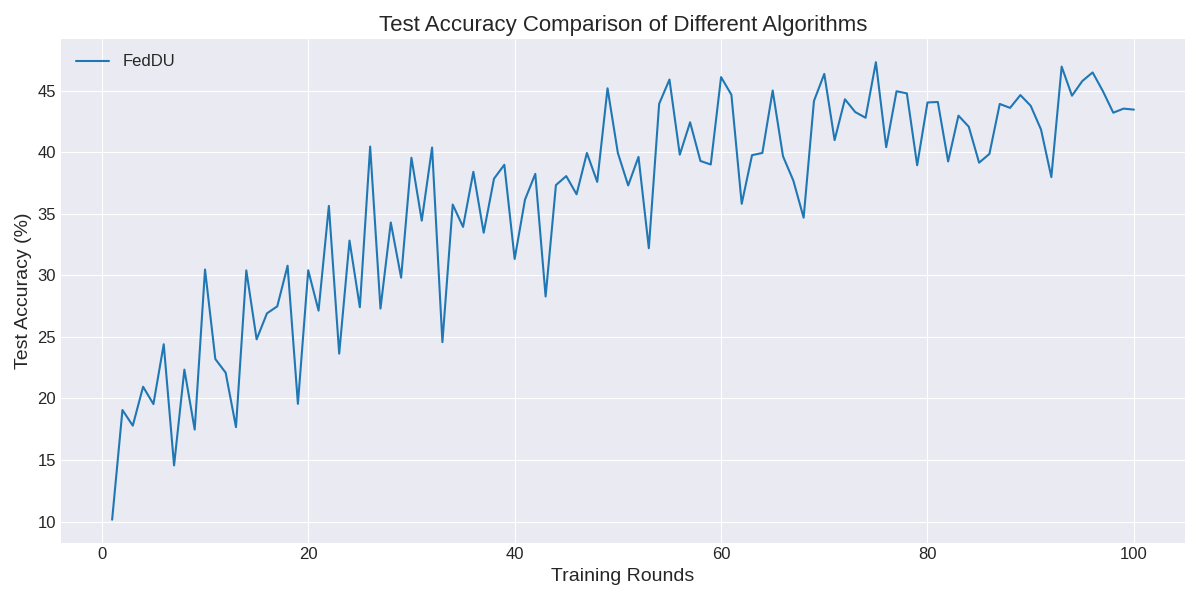 Test Accuracy Comparison of Different Algorithms
FedDU
Test Accuracy (%)
45
40
35
30
25
20
15
10
0 20 40 60 80 100
Training Rounds